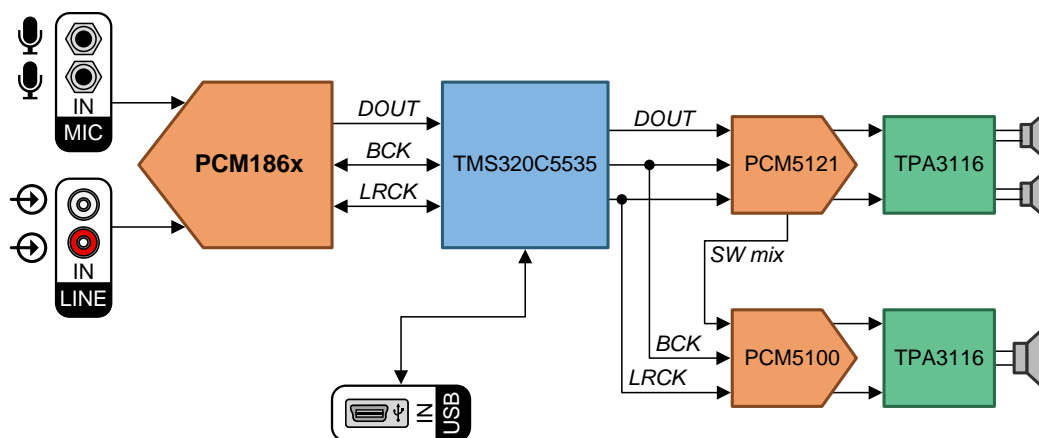 IN
MIC
IN
LINE
PCM186x
DOUT
BCK
LRCK
TMS320C5535
IN
USB
DOUT
PCM5121
TPA3116
SW mix
BCK
LRCK
PCM5100
TPA3116